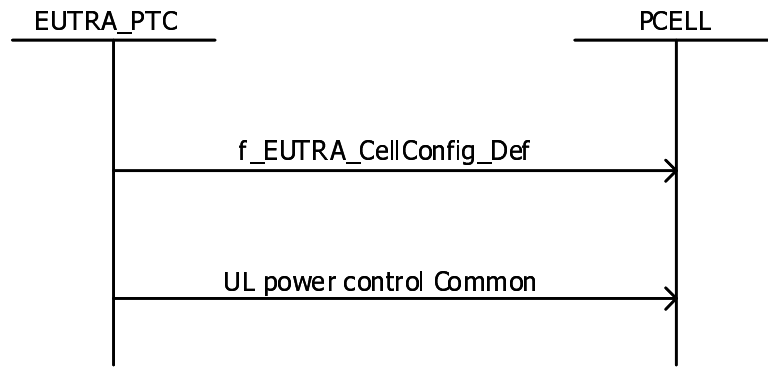 EUTRA_PTC
PCELL
f_EUTRA_CellConfig_Def
UL power control Common